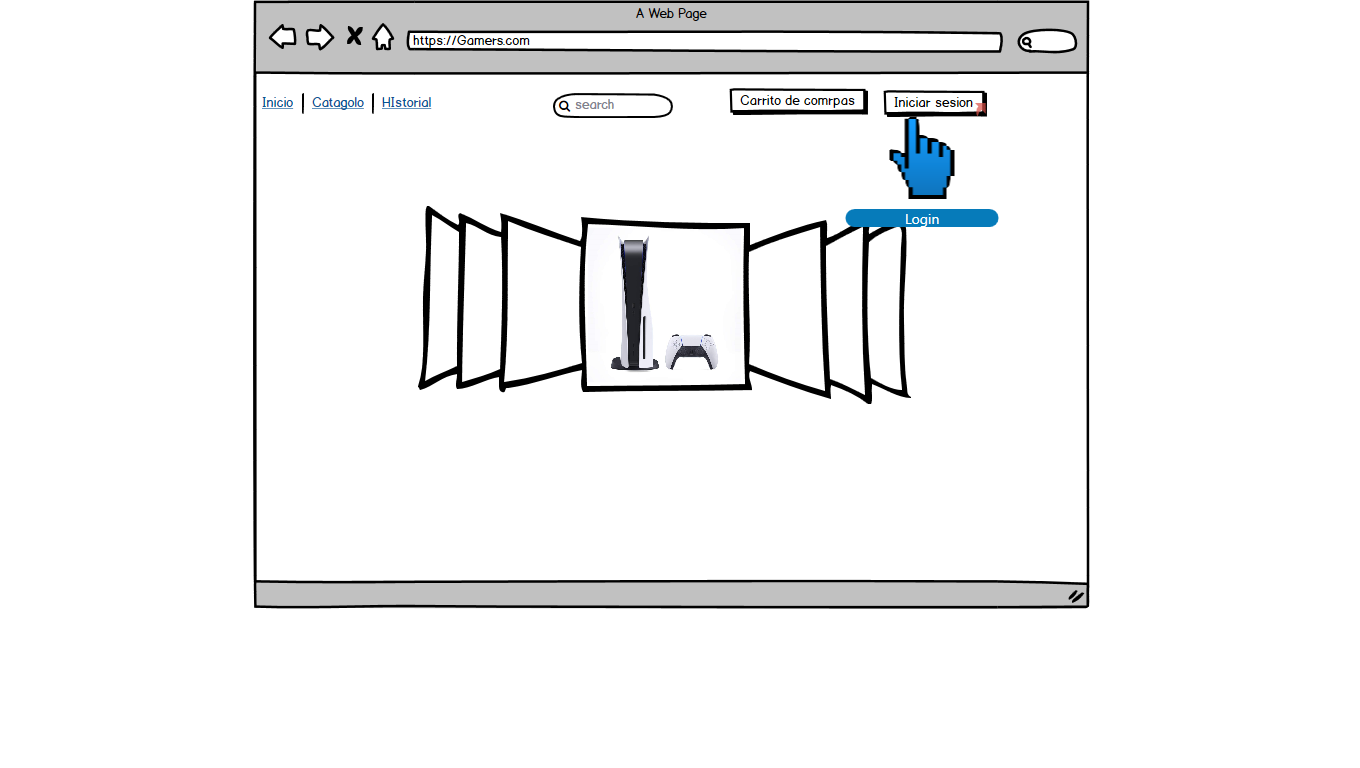 A Web Page
https://Gamers.com
Inicio
Catagolo
HIstorial
search
Carrito de comrpas
Iniciar sesion
Login